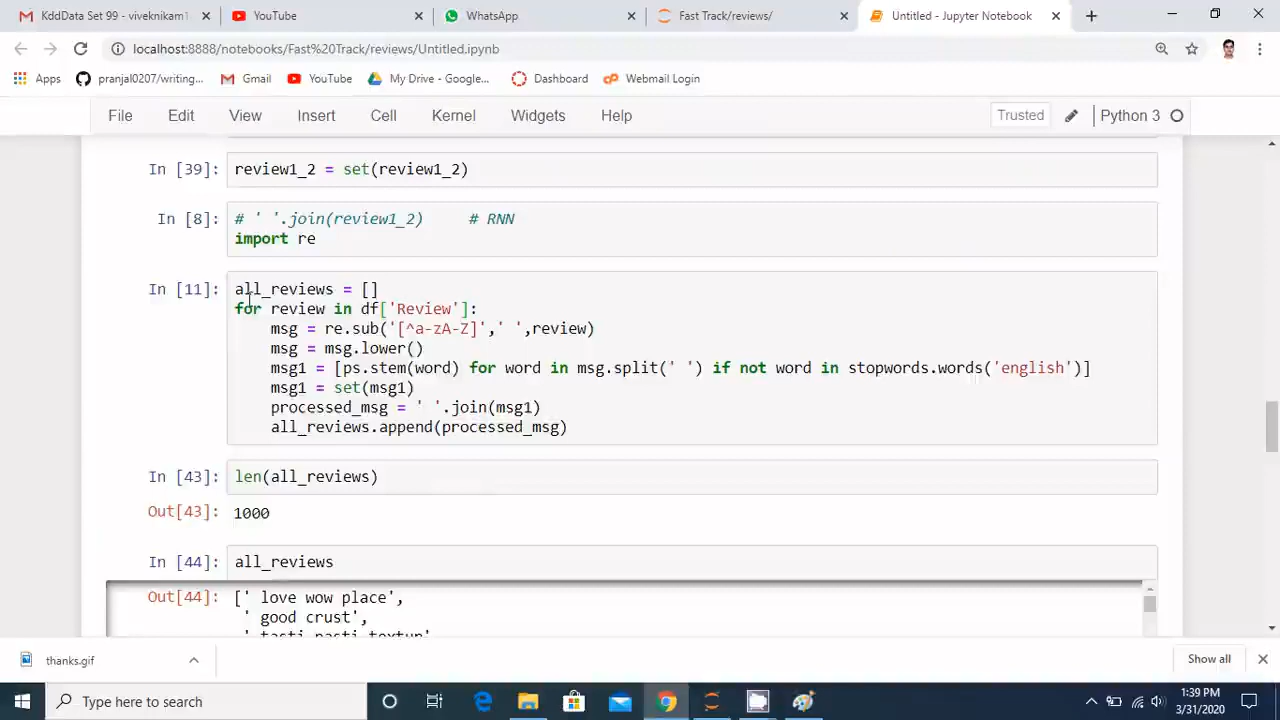 KddData Set 99 - viveknikam1
YouTube
WhatsApp
Fast Track/reviews/
Untitled - Jupyter Notebook
localhost:8888/notebooks/Fast%20Track/reviews/Untitled.ipynb
Apps
pranjal0207/writing...
Gmail
YouTube
My Drive - Google...
Dashboard
Webmail Login
File
Edit
View
Insert
Cell
Kernel
Widgets
Help
Trusted
Python 3
In [39]: review1_2 = set(review1_2)
In [8]: # ' '.join(review1_2)     # RNN
import re
In [11]: all_reviews = []
for review in df['Review']:
    msg = re.sub('[^a-zA-Z]',' ',review)
    msg = msg.lower()
    msg1 = [ps.stem(word) for word in msg.split(' ') if not word in stopwords.words('english')]
    msg1 = set(msg1)
    processed_msg = ' '.join(msg1)
    all_reviews.append(processed_msg)
In [43]: len(all_reviews)
Out[43]: 1000
In [44]: all_reviews
Out[44]: [' love wow place',
' good crust',
' tasti nasti textur'
thanks.gif
Show all
Type here to search
1:39 PM
3/31/2020